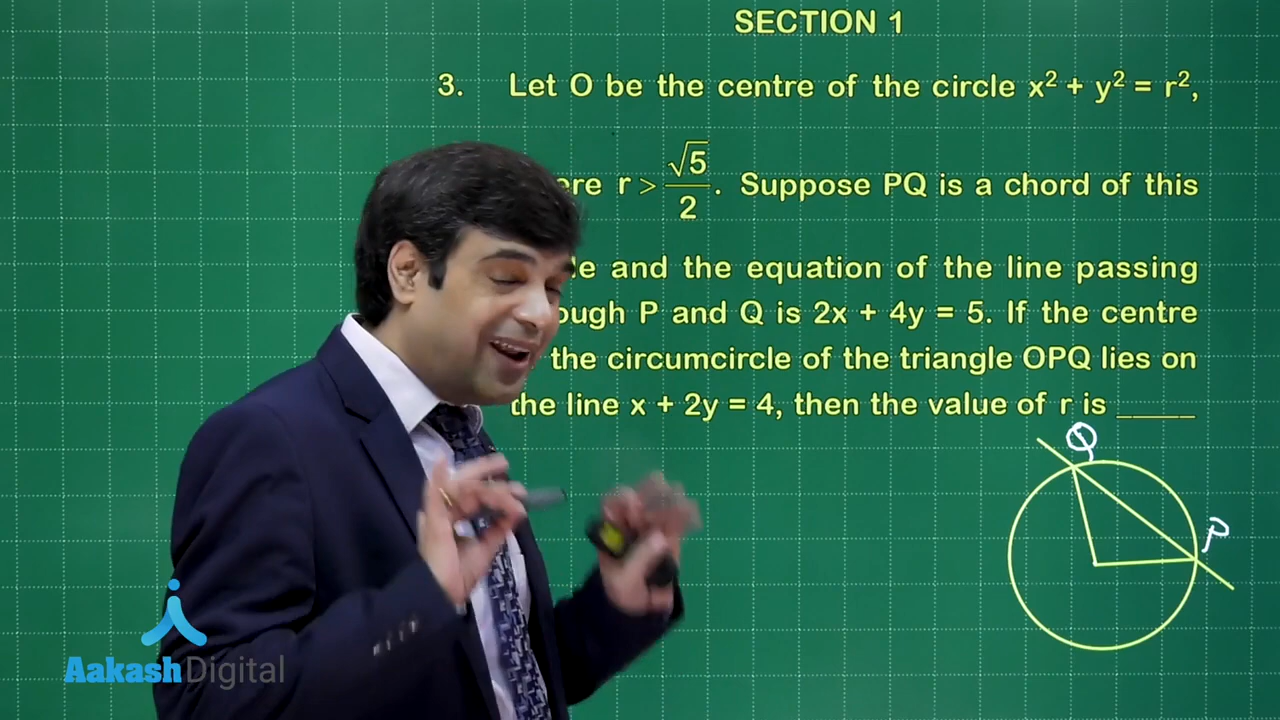 SECTION 1
3. Let O be the centre of the circle x² + y² = r²,
r > √5/2. Suppose PQ is a chord of this
and the equation of the line passing
P and Q is 2x + 4y = 5. If the centre
the circumcircle of the triangle OPQ lies on
the line x + 2y = 4, then the value of r is _____
Q
P
Aakash Digital